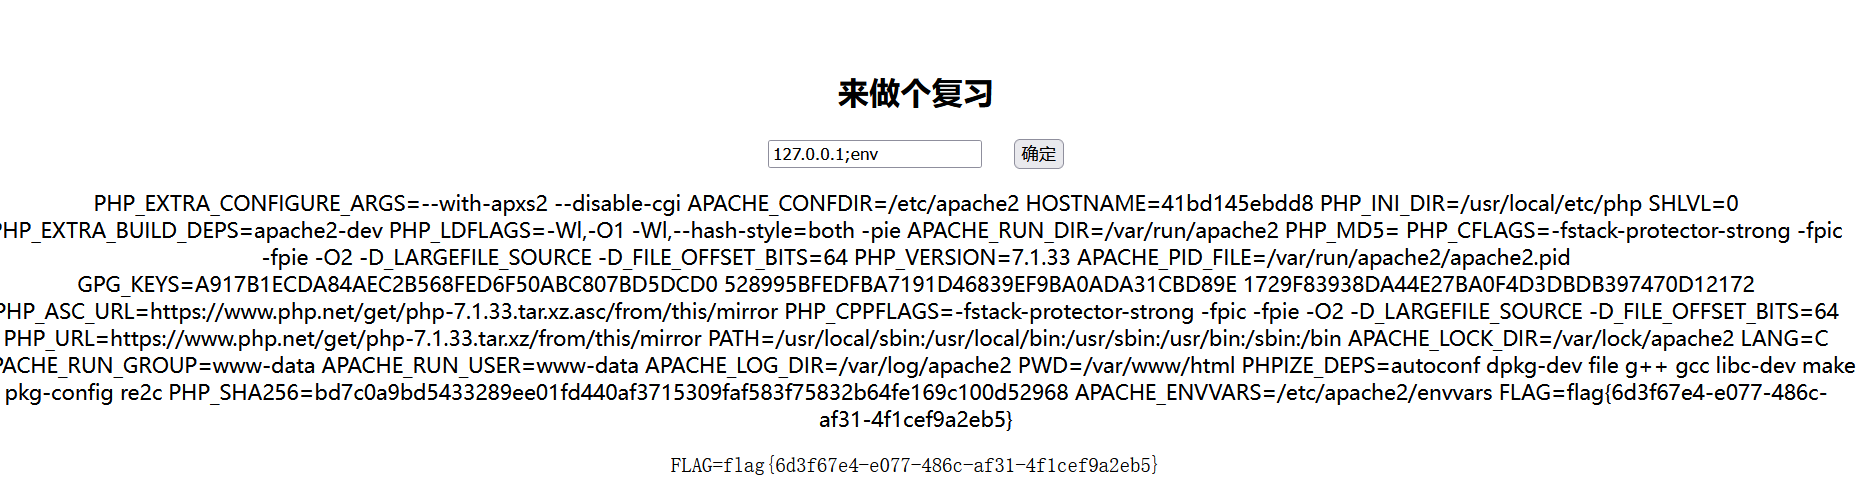 来做个复习
127.0.0.1;env 确定
PHP_EXTRA_CONFIGURE_ARGS=--with-apxs2 --disable-cgi APACHE_CONFDIR=/etc/apache2 HOSTNAME=41bd145ebdd8 PHP_INI_DIR=/usr/local/etc/php SHLVL=0
PHP_EXTRA_BUILD_DEPS=apache2-dev PHP_LDFLAGS=-Wl,-O1 -Wl,--hash-style=both -pie APACHE_RUN_DIR=/var/run/apache2 PHP_MD5= PHP_CFLAGS=-fstack-protector-strong -fpic
-fpie -O2 -D_LARGEFILE_SOURCE -D_FILE_OFFSET_BITS=64 PHP_VERSION=7.1.33 APACHE_PID_FILE=/var/run/apache2/apache2.pid
GPG_KEYS=A917B1ECDA84AEC2B568FED6F50ABC807BD5DCD0 528995BFEDFBA7191D46839EF9BA0ADA31CBD89E 1729F83938DA44E27BA0F4D3DBDB397470D12172
PHP_ASC_URL=https://www.php.net/get/php-7.1.33.tar.xz.asc/from/this/mirror PHP_CPPFLAGS=-fstack-protector-strong -fpic -fpie -O2 -D_LARGEFILE_SOURCE -D_FILE_OFFSET_BITS=64
PHP_URL=https://www.php.net/get/php-7.1.33.tar.xz/from/this/mirror PATH=/usr/local/sbin:/usr/local/bin:/usr/sbin:/usr/bin:/sbin:/bin APACHE_LOCK_DIR=/var/lock/apache2 LANG=C
PACHE_RUN_GROUP=www-data APACHE_RUN_USER=www-data APACHE_LOG_DIR=/var/log/apache2 PWD=/var/www/html PHPIZE_DEPS=autoconf dpkg-dev file g++ gcc libc-dev make
pkg-config re2c PHP_SHA256=bd7c0a9bd5433289ee01fd440af3715309faf583f75832b64fe169c100d52968 APACHE_ENVVARS=/etc/apache2/envvars FLAG=flag{6d3f67e4-e077-486c-
af31-4f1cef9a2eb5}
FLAG=flag{6d3f67e4-e077-486c-af31-4f1cef9a2eb5}